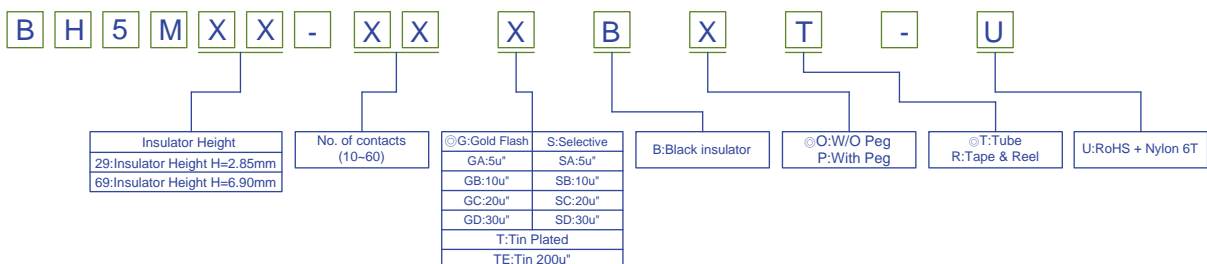 B H 5 M X X - X X X B X T - U
Insulator Height
29:Insulator Height H=2.85mm
69:Insulator Height H=6.90mm
No. of contacts
(10~60)
◎G:Gold Flash S:Selective
GA:5u" SA:5u"
GB:10u" SB:10u"
GC:20u" SC:20u"
GD:30u" SD:30u"
T:Tin Plated
TE:Tin 200u"
B:Black insulator
◎O:W/O Peg
P:With Peg
◎T:Tube
R:Tape & Reel
U:RoHS + Nylon 6T